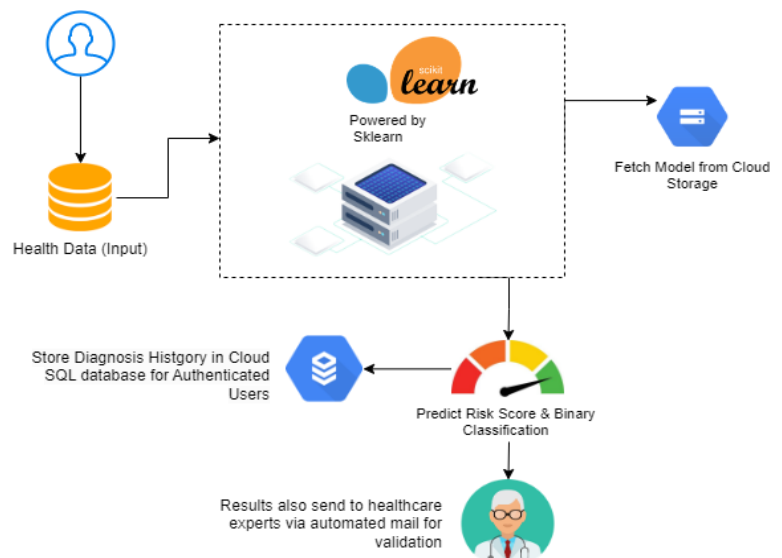 scikit
learn
Powered by
Sklearn
Fetch Model from Cloud
Storage
Health Data (Input)
Store Diagnosis Histgory in Cloud
SQL database for Authenticated
Users
Predict Risk Score & Binary
Classification
Results also send to healthcare
experts via automated mail for
validation